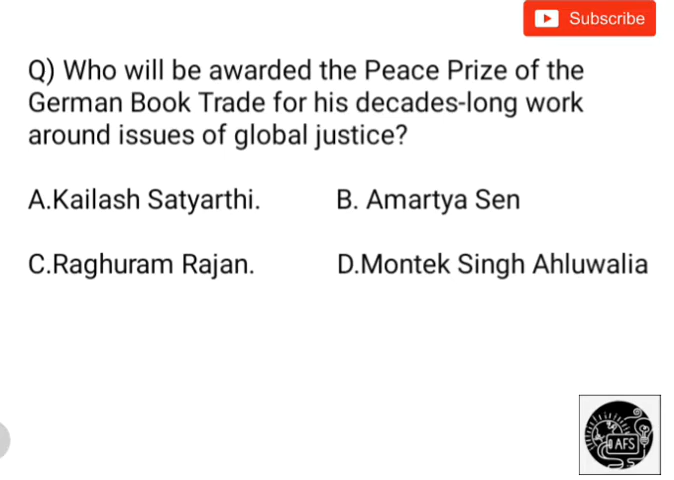 Subscribe
Q) Who will be awarded the Peace Prize of the
German Book Trade for his decades-long work
around issues of global justice?
A.Kailash Satyarthi. B. Amartya Sen
C.Raghuram Rajan. D.Montek Singh Ahluwalia
AFS